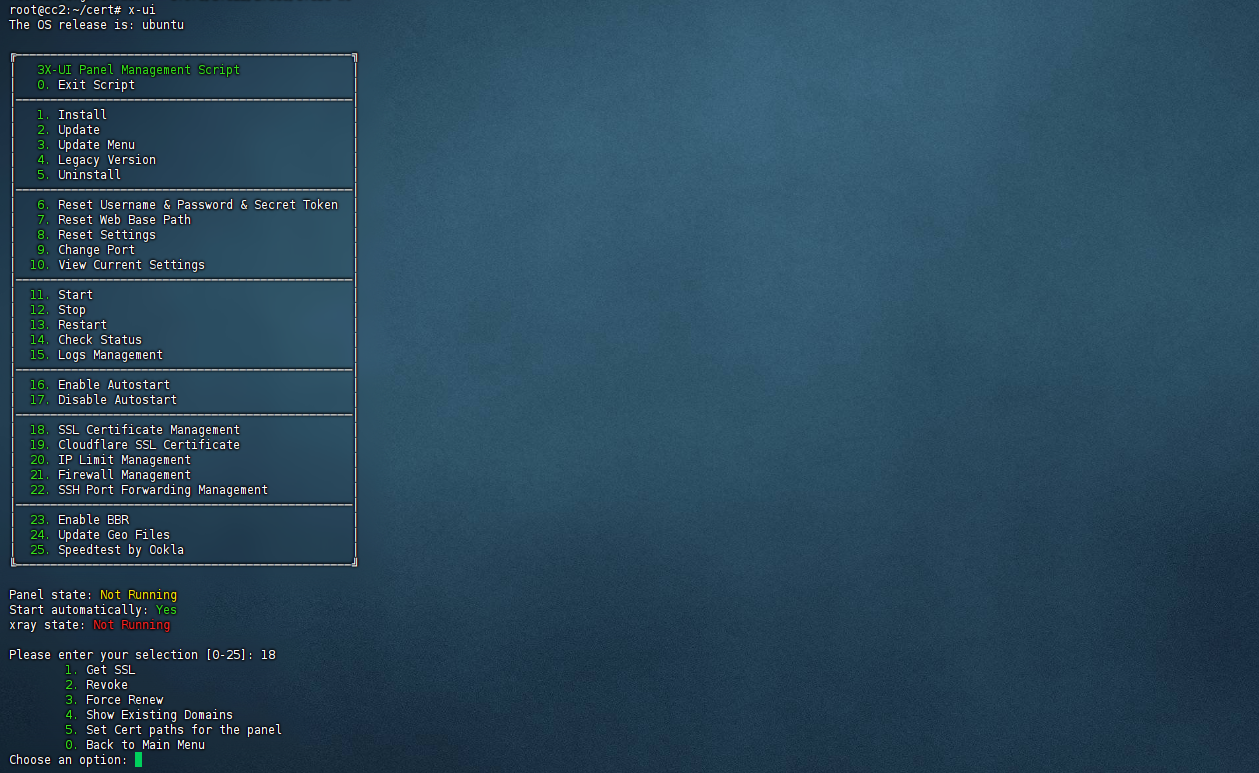 root@cc2:~/cert# x-ui
The OS release is: ubuntu
3X-UI Panel Management Script
0. Exit Script
1. Install
2. Update
3. Update Menu
4. Legacy Version
5. Uninstall
6. Reset Username & Password & Secret Token
7. Reset Web Base Path
8. Reset Settings
9. Change Port
10. View Current Settings
11. Start
12. Stop
13. Restart
14. Check Status
15. Logs Management
16. Enable Autostart
17. Disable Autostart
18. SSL Certificate Management
19. Cloudflare SSL Certificate
20. IP Limit Management
21. Firewall Management
22. SSH Port Forwarding Management
23. Enable BBR
24. Update Geo Files
25. Speedtest by Ookla
Panel state: Not Running
Start automatically: Yes
xray state: Not Running
Please enter your selection [0-25]: 18
1. Get SSL
2. Revoke
3. Force Renew
4. Show Existing Domains
5. Set Cert paths for the panel
0. Back to Main Menu
Choose an option: